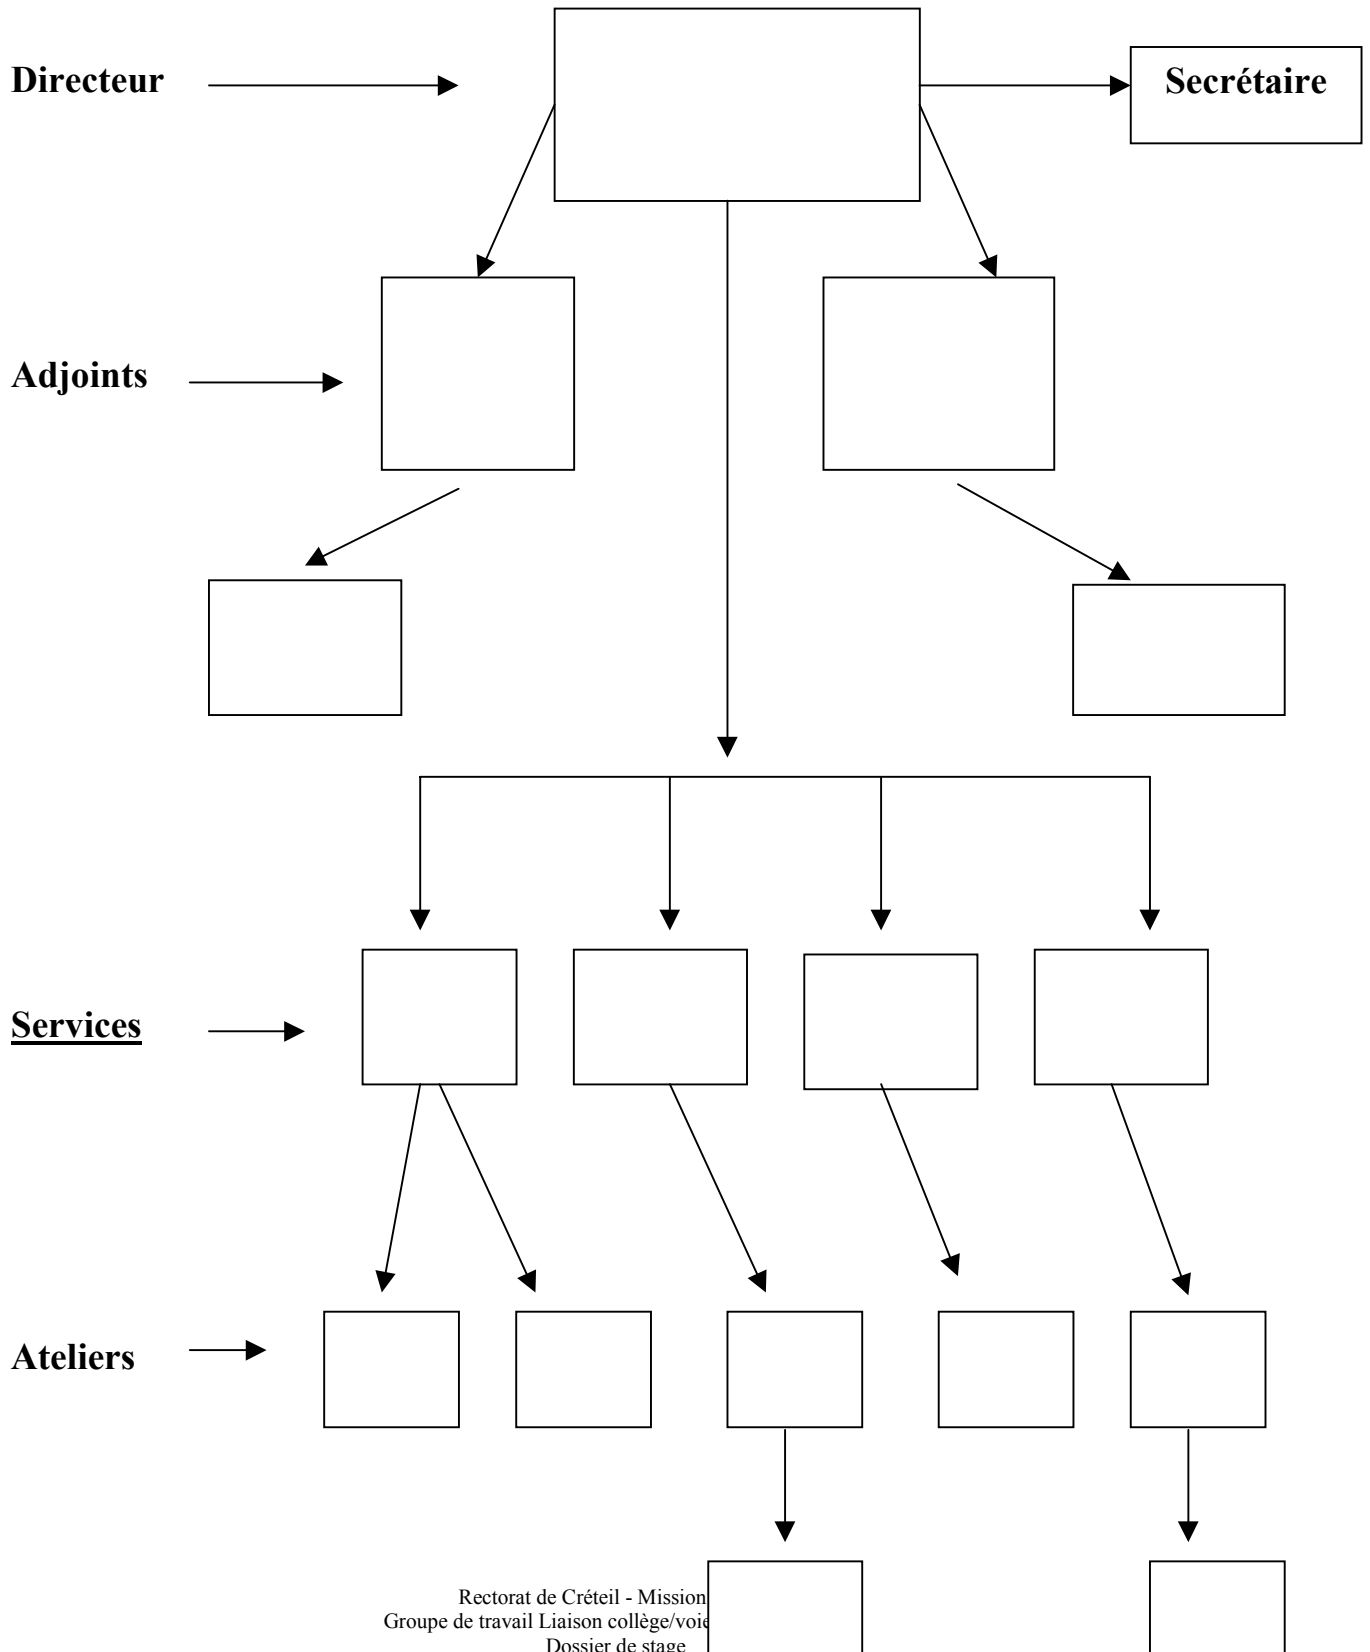 Directeur
Secrétaire
Adjoints
Services
Ateliers
Rectorat de Créteil - Mission
Groupe de travail Liaison collège/voie
Dossier de stage